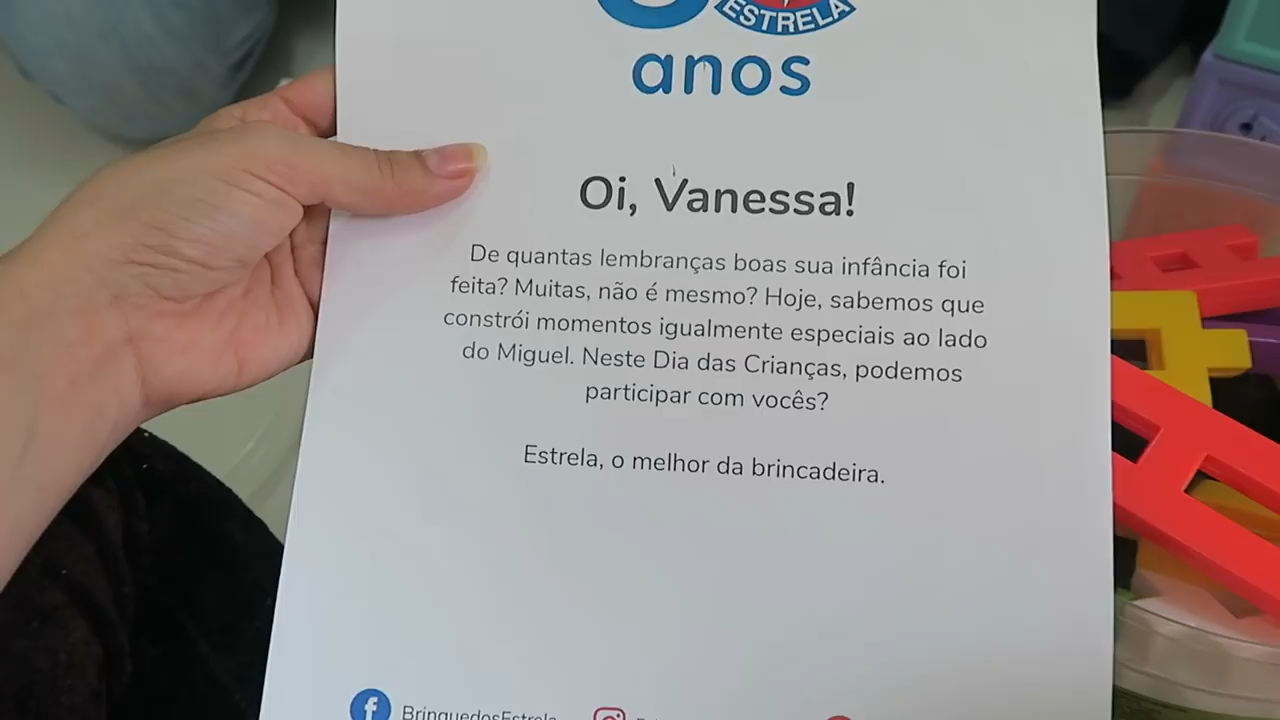 ESTRELA
anos
Oi, Vanessa!
De quantas lembranças boas sua infância foi
feita? Muitas, não é mesmo? Hoje, sabemos que
constrói momentos igualmente especiais ao lado
do Miguel. Neste Dia das Crianças, podemos
participar com vocês?
Estrela, o melhor da brincadeira.
BrinquedosEstrela